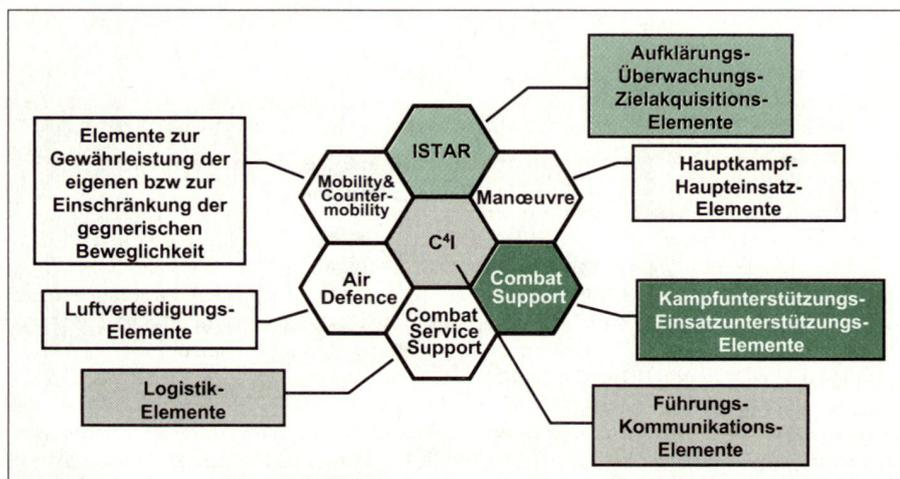 Aufklärungs-
Überwachungs-
Zielakquisitions-
Elemente
Elemente zur
Gewährleistung der
eigenen bzw zur
Einschränkung der
gegnerischen
Beweglichkeit
ISTAR
Hauptkampf-
Haupteinsatz-
Elemente
Mobility&
Counter-
mobility
Manœuvre
C⁴I
Air
Defence
Combat
Support
Luftverteidigungs-
Elemente
Kampfunterstützungs-
Einsatzunterstützungs-
Elemente
Combat
Service
Support
Logistik-
Elemente
Führungs-
Kommunikations-
Elemente